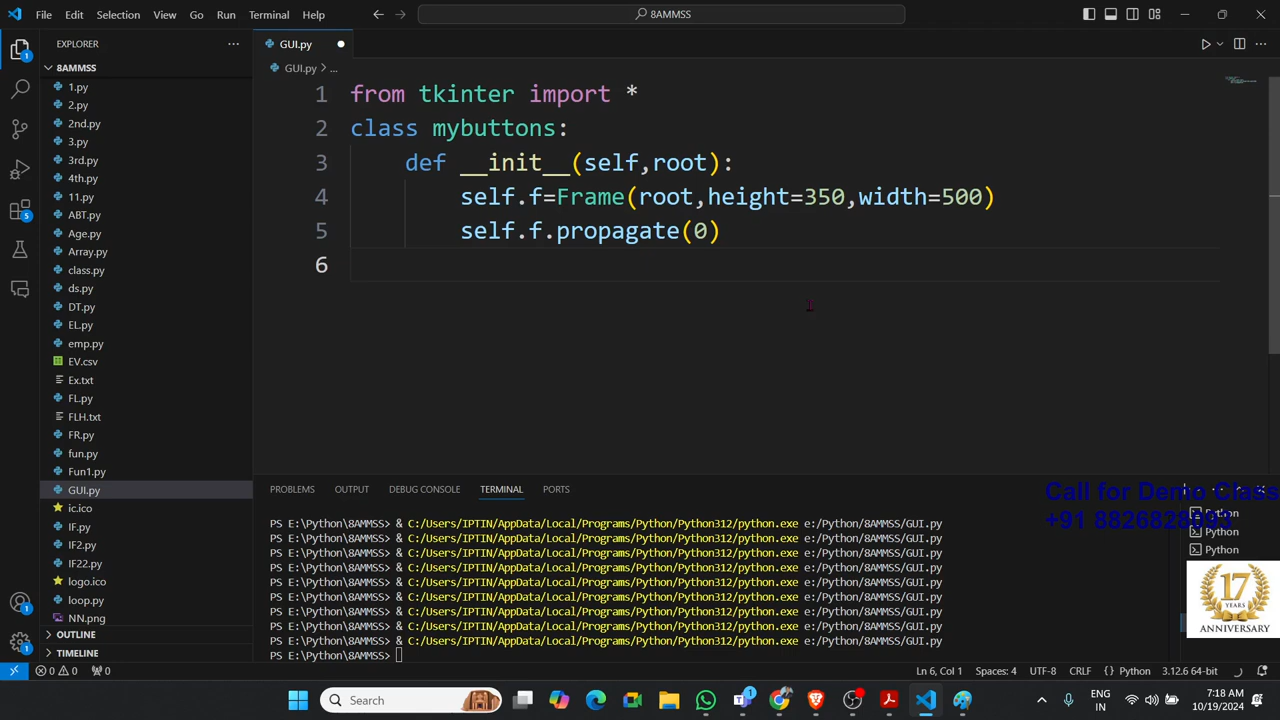 File Edit Selection View Go Run Terminal Help
8AMMSS
EXPLORER
GUI.py
8AMMSS
GUI.py > ...
1.py
2.py
2nd.py
3.py
3rd.py
4th.py
11.py
ABT.py
Age.py
Array.py
class.py
ds.py
DT.py
EL.py
emp.py
EV.csv
Ex.txt
FL.py
FLH.txt
FR.py
fun.py
Fun1.py
GUI.py
ic.ico
IF.py
IF2.py
IF22.py
logo.ico
loop.py
NN.png
OUTLINE
TIMELINE
1 from tkinter import *
2 class mybuttons:
3 def __init__(self,root):
4 self.f=Frame(root,height=350,width=500)
5 self.f.propagate(0)
6
PROBLEMS OUTPUT DEBUG CONSOLE TERMINAL PORTS
PS E:\Python\8AMMSS> & C:/Users/IPTIN/AppData/Local/Programs/Python/Python312/python.exe e:/Python/8AMMSS/GUI.py
PS E:\Python\8AMMSS> & C:/Users/IPTIN/AppData/Local/Programs/Python/Python312/python.exe e:/Python/8AMMSS/GUI.py
PS E:\Python\8AMMSS> & C:/Users/IPTIN/AppData/Local/Programs/Python/Python312/python.exe e:/Python/8AMMSS/GUI.py
PS E:\Python\8AMMSS> & C:/Users/IPTIN/AppData/Local/Programs/Python/Python312/python.exe e:/Python/8AMMSS/GUI.py
PS E:\Python\8AMMSS> & C:/Users/IPTIN/AppData/Local/Programs/Python/Python312/python.exe e:/Python/8AMMSS/GUI.py
PS E:\Python\8AMMSS> & C:/Users/IPTIN/AppData/Local/Programs/Python/Python312/python.exe e:/Python/8AMMSS/GUI.py
PS E:\Python\8AMMSS> & C:/Users/IPTIN/AppData/Local/Programs/Python/Python312/python.exe e:/Python/8AMMSS/GUI.py
PS E:\Python\8AMMSS> & C:/Users/IPTIN/AppData/Local/Programs/Python/Python312/python.exe e:/Python/8AMMSS/GUI.py
PS E:\Python\8AMMSS> & C:/Users/IPTIN/AppData/Local/Programs/Python/Python312/python.exe e:/Python/8AMMSS/GUI.py
PS E:\Python\8AMMSS>
Call for Demo Class
+91 8826828093
Python
Python
Python
17
YEARS
ANNIVERSARY
0 0 0
Ln 6, Col 1 Spaces: 4 UTF-8 CRLF Python 3.12.6 64-bit
Search
ENG
IN
7:18 AM
10/19/2024